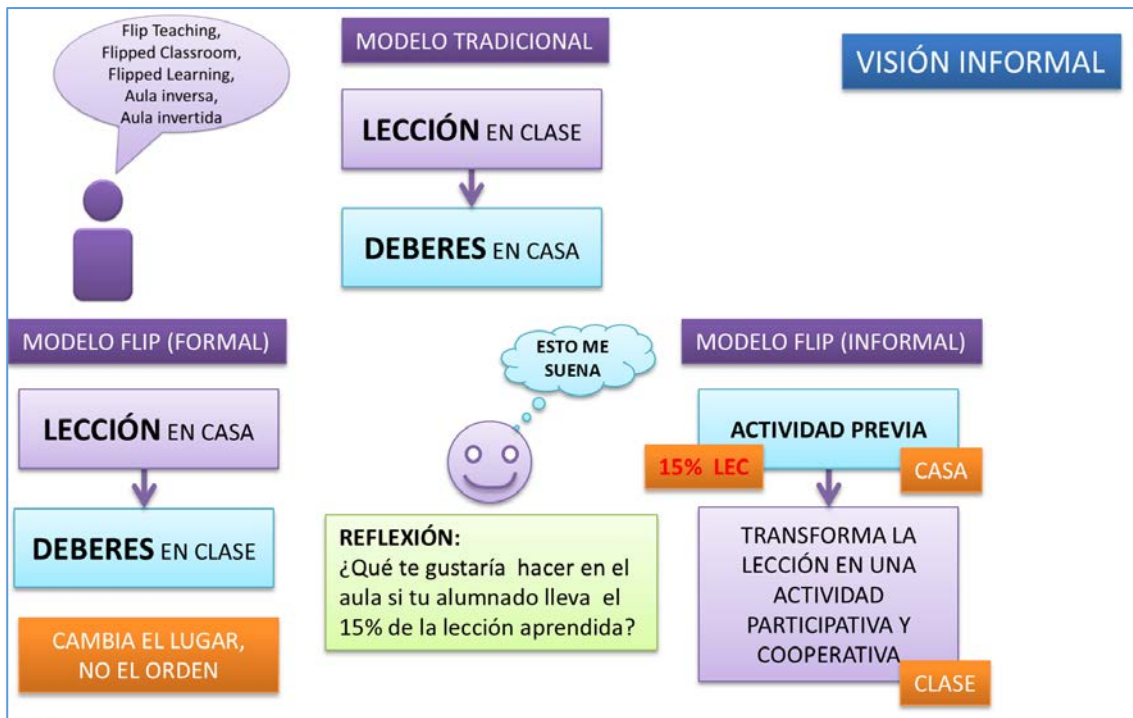 Flip Teaching,
Flipped Classroom,
Flipped Learning,
Aula inversa,
Aula invertida
MODELO TRADICIONAL
VISIÓN INFORMAL
LECCIÓN EN CLASE
DEBERES EN CASA
MODELO FLIP (FORMAL)
LECCIÓN EN CASA
DEBERES EN CLASE
CAMBIA EL LUGAR,
NO EL ORDEN
ESTO ME
SUENA
REFLEXIÓN:
¿Qué te gustaría hacer en el
aula si tu alumnado lleva el
15% de la lección aprendida?
MODELO FLIP (INFORMAL)
ACTIVIDAD PREVIA
15% LEC
CASA
TRANSFORMA LA
LECCIÓN EN UNA
ACTIVIDAD
PARTICIPATIVA Y
COOPERATIVA
CLASE